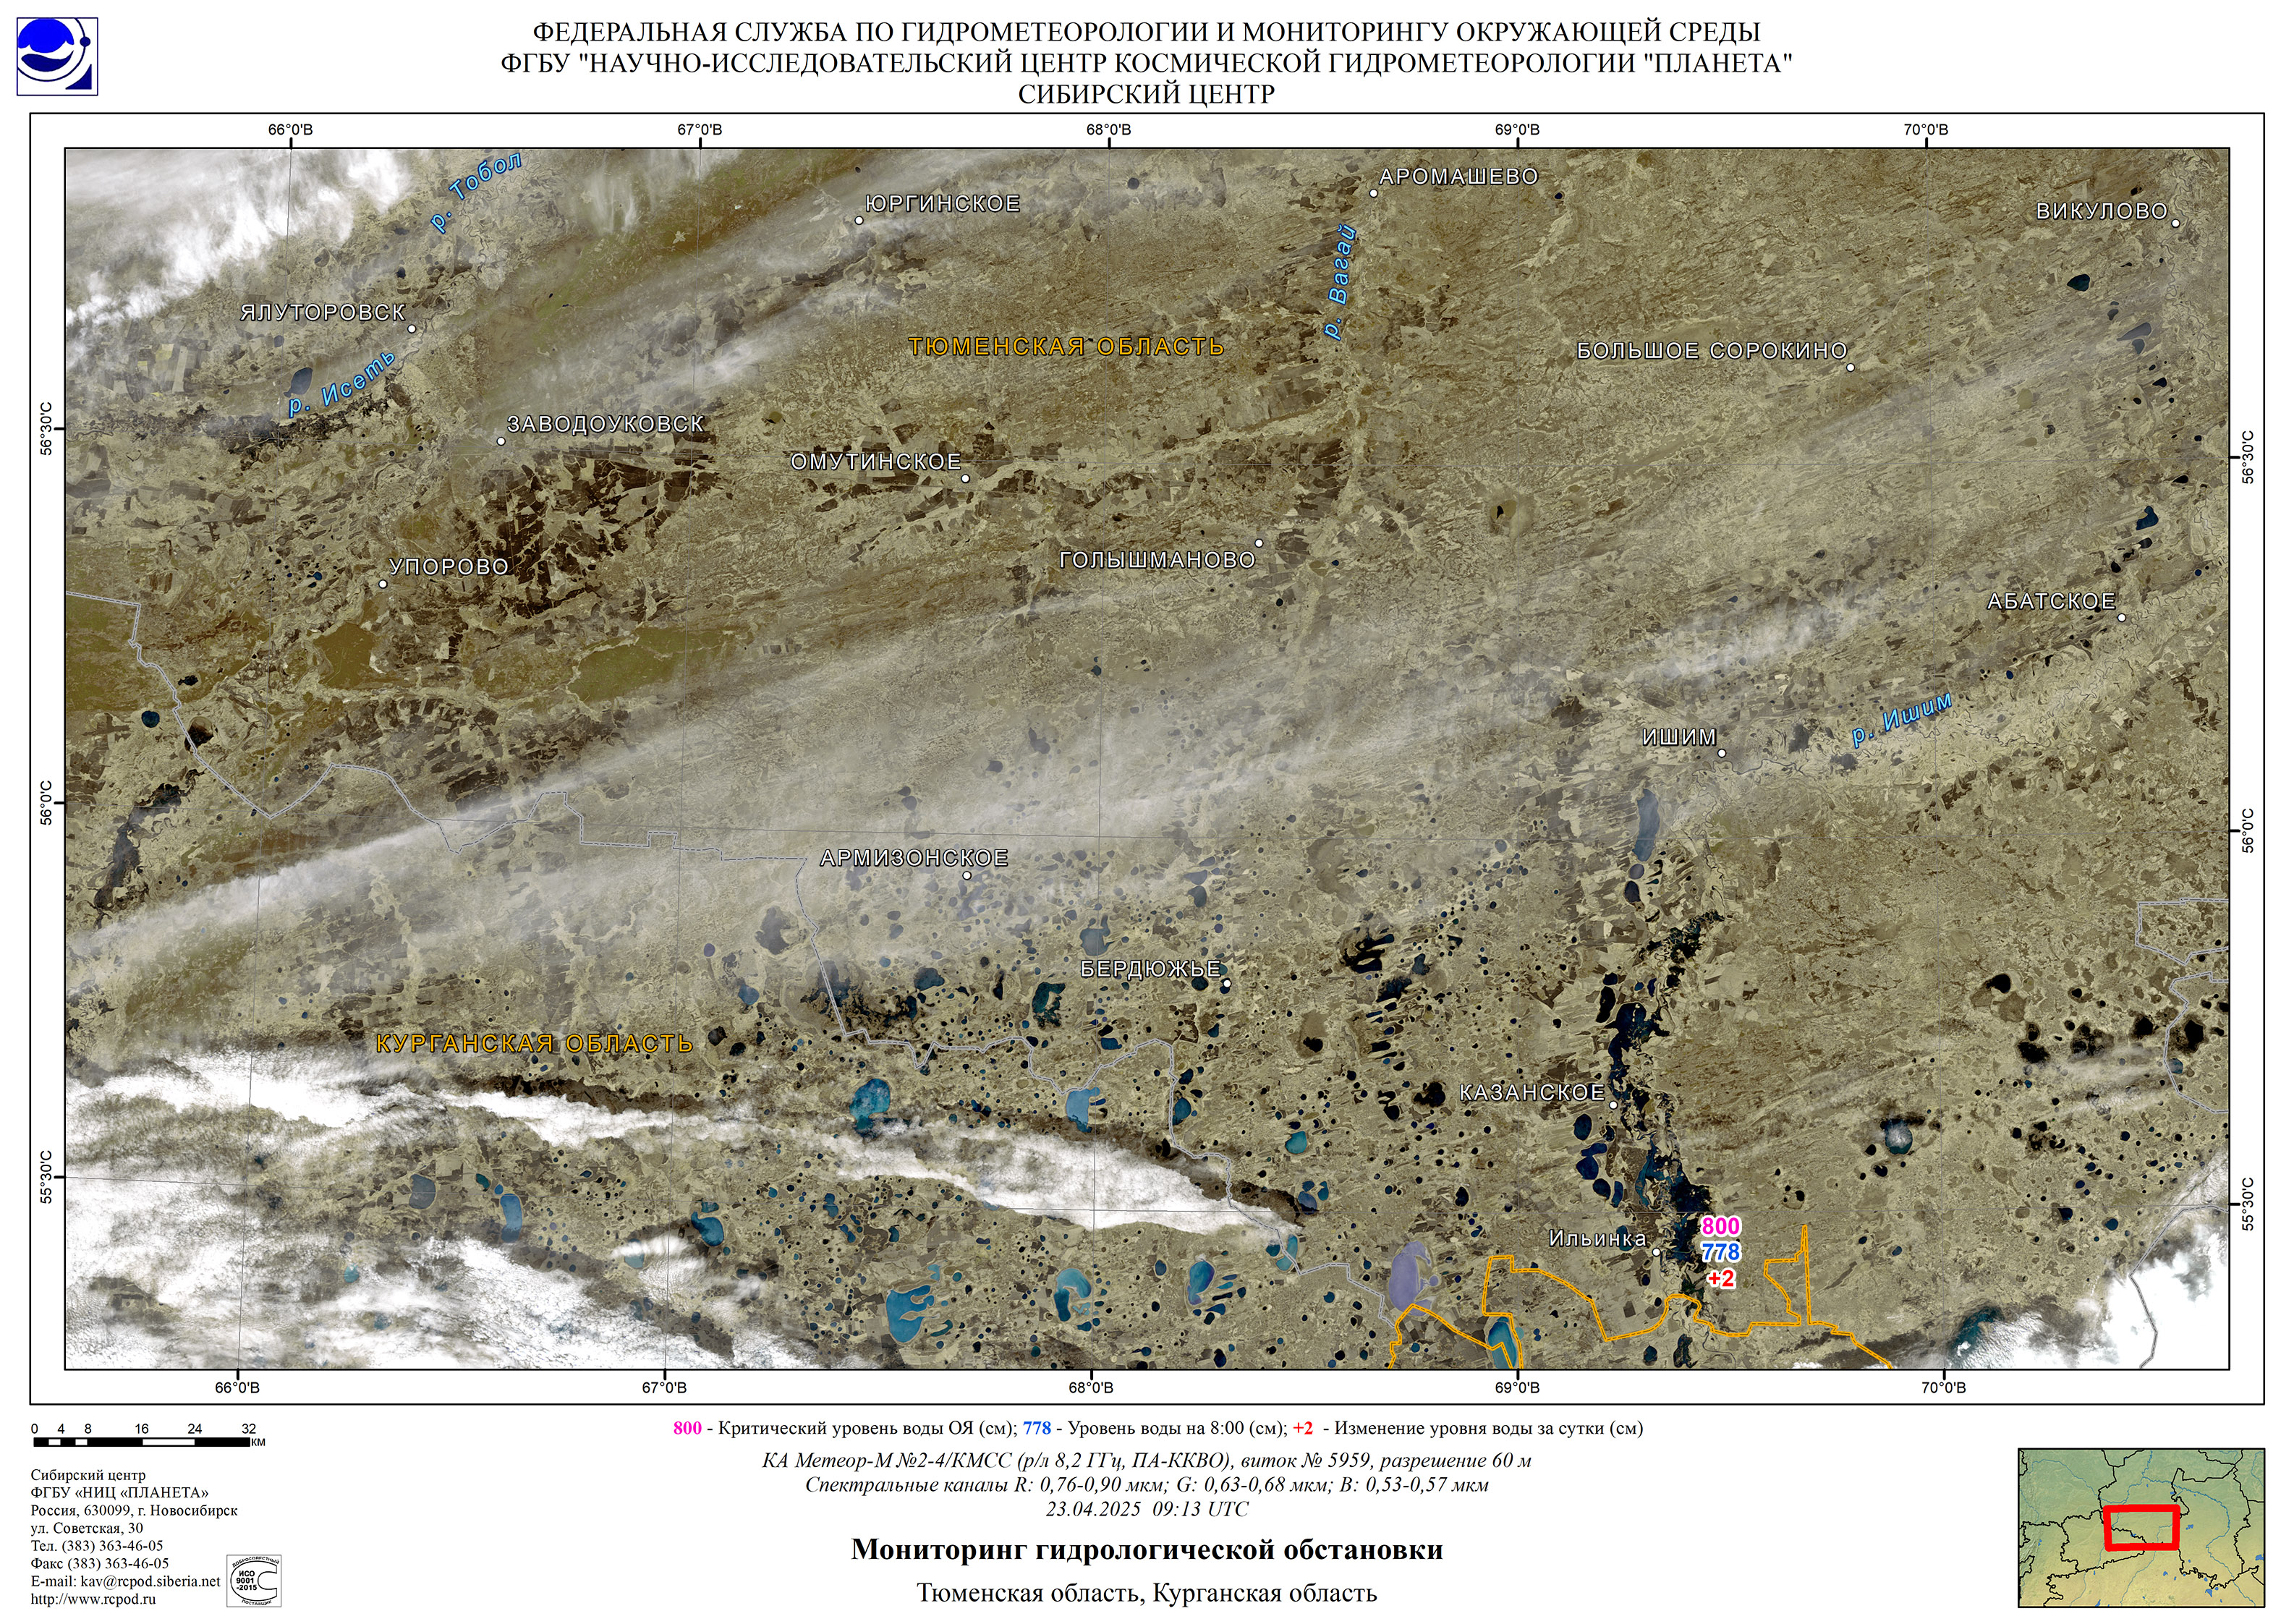 ФЕДЕРАЛЬНАЯ СЛУЖБА ПО ГИДРОМЕТЕОРОЛОГИИ И МОНИТОРИНГУ ОКРУЖАЮЩЕЙ СРЕДЫ
ФГБУ "НАУЧНО-ИССЛЕДОВАТЕЛЬСКИЙ ЦЕНТР КОСМИЧЕСКОЙ ГИДРОМЕТЕОРОЛОГИИ "ПЛАНЕТА"
СИБИРСКИЙ ЦЕНТР
66°0'В 67°0'В 68°0'В 69°0'В 70°0'В
р. Тобол
АРОМАШЕВО
ЮРГИНСКОЕ
ВИКУЛОВО
р. Вагай
ЯЛУТОРОВСК
ТЮМЕНСКАЯ ОБЛАСТЬ
БОЛЬШОЕ СОРОКИНО
р. Исеть
ЗАВОДОУКОВСК
56°30'С
56°30'С
ОМУТИНСКОЕ
ГОЛЫШМАНОВО
УПОРОВО
АБАТСКОЕ
р. Ишим
ИШИМ
56°0'С
56°0'С
АРМИЗОНСКОЕ
БЕРДЮЖЬЕ
КУРГАНСКАЯ ОБЛАСТЬ
КАЗАНСКОЕ
55°30'С
55°30'С
Ильинка
800
778
+2
66°0'В 67°0'В 68°0'В 69°0'В 70°0'В
0 4 8 16 24 32
КМ
800 - Критический уровень воды ОЯ (см); 778 - Уровень воды на 8:00 (см); +2 - Изменение уровня воды за сутки (см)
КА Метеор-М №2-4/КМСС (р/л 8,2 ГГц, ПА-ККВО), виток № 5959, разрешение 60 м
Спектральные каналы R: 0,76-0,90 мкм; G: 0,63-0,68 мкм; B: 0,53-0,57 мкм
23.04.2025 09:13 UTC
Мониторинг гидрологической обстановки
Тюменская область, Курганская область
Сибирский центр
ФГБУ «НИЦ «ПЛАНЕТА»
Россия, 630099, г. Новосибирск
ул. Советская, 30
Тел. (383) 363-46-05
Факс (383) 363-46-05
E-mail: kav@rcpod.siberia.net
http://www.rcpod.ru
ДОБРОСОВЕСТНЫЙ
ИСО
9001
-2015
ПОСТАВЩИК